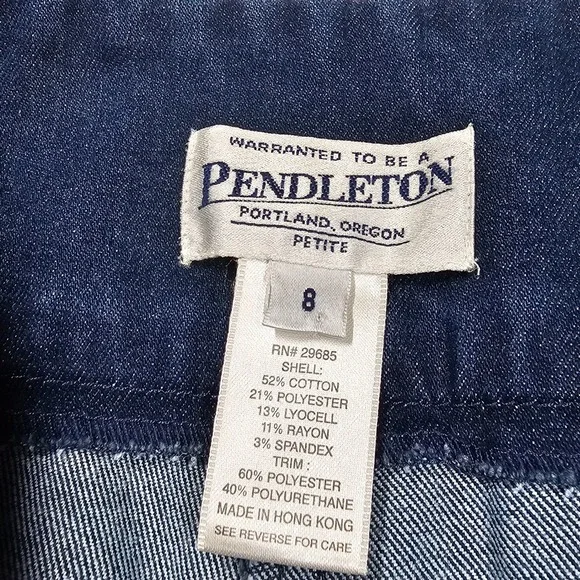 WARRANTED TO BE A
PENDLETON
PORTLAND, OREGON
PETITE
8
RN# 29685
SHELL:
52% COTTON
21% POLYESTER
13% LYOCELL
11% RAYON
3% SPANDEX
TRIM :
60% POLYESTER
40% POLYURETHANE
MADE IN HONG KONG
SEE REVERSE FOR CARE